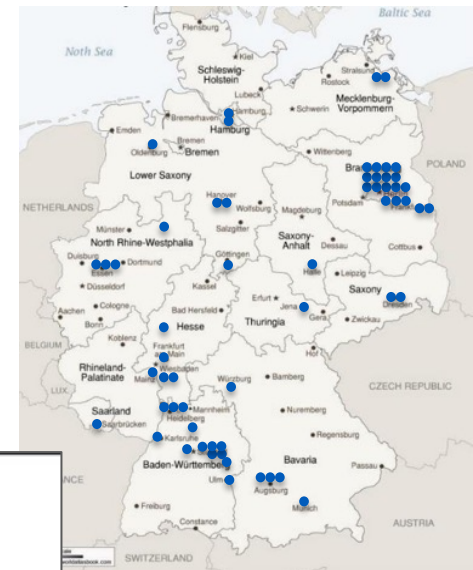 Baltic Sea
Flensburg
Noth Sea
Kiel
Schleswig-
Holstein
Stralsund
Rostock
Lubeck
Mecklenburg-
Vorpommern
Schwerin
Hamburg
Bremerhaven
Emden
Bremen
Oldenburg
Bremen
Wittenberg
POLAND
Lower Saxony
Hanover
Wolfsburg
Potsdam
NETHERLANDS
Magdeburg
Salzgitter
Münster
Saxony-
Anhalt
Dessau
Cottbus
North Rhine-Westphalia
Göttingen
Duisburg
Dortmund
Essen
Halle
Leipzig
Düsseldorf
Kassel
Saxony
Dresden
Cologne
Erfurt
Jena
Aachen
Bad Hersfeld
Gera
Bonn
Hesse
Thuringia
Zwickau
Koblenz
BELGIUM
Frankfurt
am Main
Hof
Rhineland-
Palatinate
Wiesbaden
Mainz
Würzburg
Bamberg
CZECH REPUBLIC
LUX.
Saarland
Mannheim
Nuremberg
Saarbrücken
Heidelberg
Karlsruhe
Regensburg
Baden-Württemberg
Bavaria
Passau
Ulm
Augsburg
Freiburg
Munich
Constance
AUSTRIA
SWITZERLAND